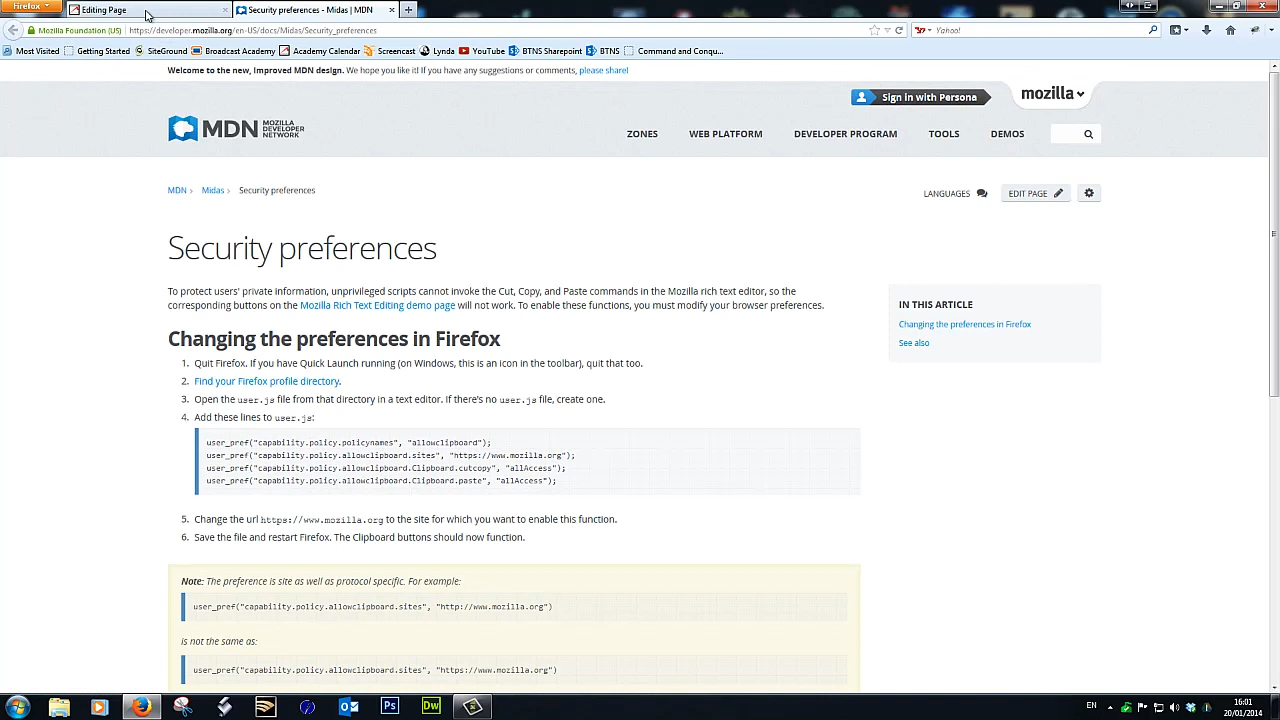 Firefox
Editing Page
Security preferences - Midas | MDN
Mozilla Foundation (US)
https://developer.mozilla.org/en-US/docs/Midas/Security_preferences
Yahoo!
Most Visited
Getting Started
SiteGround
Broadcast Academy
Academy Calendar
Screencast
Lynda
YouTube
BTNS Sharepoint
BTNS
Command and Conqu...
Welcome to the new, improved MDN design. We hope you like it! If you have any suggestions or comments, please share!
Sign in with Persona
mozilla
MDN MOZILLA DEVELOPER NETWORK
ZONES
WEB PLATFORM
DEVELOPER PROGRAM
TOOLS
DEMOS
MDN
Midas
Security preferences
LANGUAGES
EDIT PAGE
Security preferences
To protect users' private information, unprivileged scripts cannot invoke the Cut, Copy, and Paste commands in the Mozilla rich text editor, so the
corresponding buttons on the Mozilla Rich Text Editing demo page will not work. To enable these functions, you must modify your browser preferences.
IN THIS ARTICLE
Changing the preferences in Firefox
See also
Changing the preferences in Firefox
1. Quit Firefox. If you have Quick Launch running (on Windows, this is an icon in the toolbar), quit that too.
2. Find your Firefox profile directory.
3. Open the user.js file from that directory in a text editor. If there's no user.js file, create one.
4. Add these lines to user.js:
user_pref("capability.policy.policynames", "allowclipboard");
user_pref("capability.policy.allowclipboard.sites", "https://www.mozilla.org");
user_pref("capability.policy.allowclipboard.Clipboard.cutcopy", "allAccess");
user_pref("capability.policy.allowclipboard.Clipboard.paste", "allAccess");
5. Change the url https://www.mozilla.org to the site for which you want to enable this function.
6. Save the file and restart Firefox. The Clipboard buttons should now function.
Note: The preference is site as well as protocol specific. For example:
user_pref("capability.policy.allowclipboard.sites", "http://www.mozilla.org")
is not the same as:
user_pref("capability.policy.allowclipboard.sites", "https://www.mozilla.org")
Ps
Dw
EN
16:01
20/01/2014